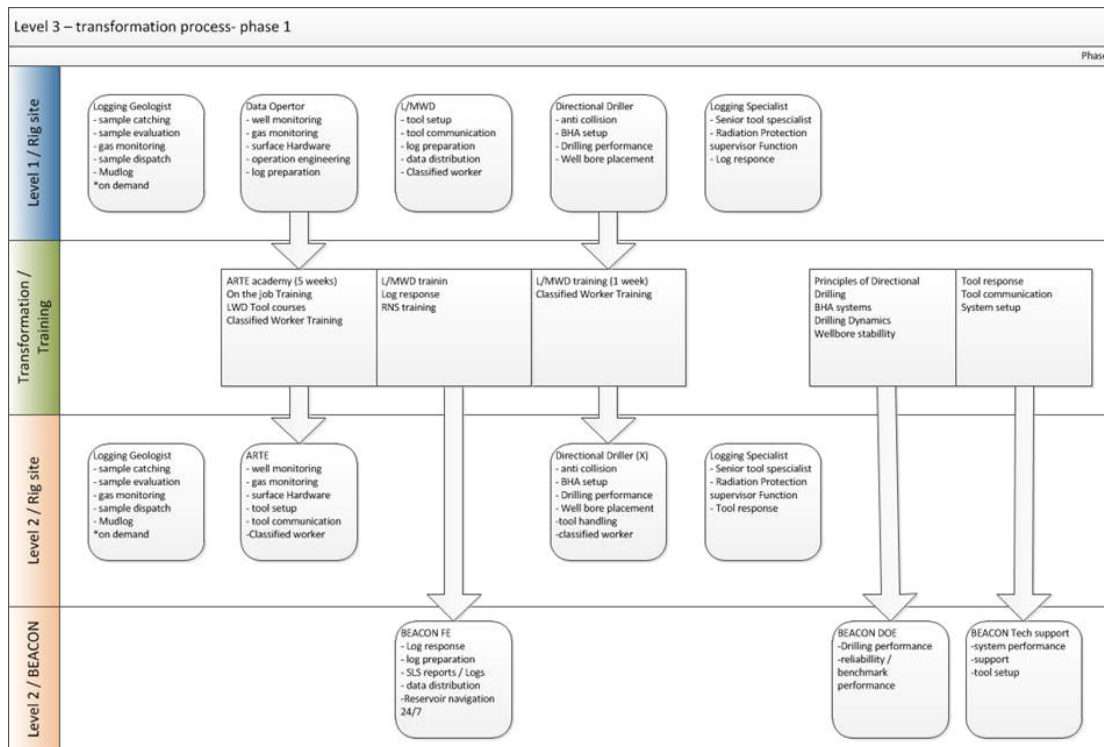 Level 3 – transformation process- phase 1
Phase
Level 1 / Rig site
Logging Geologist
- sample catching
- sample evaluation
- gas monitoring
- sample dispatch
- Mudlog
*on demand
Data Opertor
- well monitoring
- gas monitoring
- surface Hardware
- operation engineering
- log preparation
L/MWD
- tool setup
- tool communication
- log preparation
- data distribution
- Classified worker
Directional Driller
- anti collision
- BHA setup
- Drilling performance
- Well bore placement
Logging Specialist
- Senior tool spescialist
- Radiation Protection
supervisor Function
- Log responce
Transformation /
Training
ARTE academy (5 weeks)
On the job Training
LWD Tool courses
Classified Worker Training
L/MWD trainin
Log response
RNS training
L/MWD training (1 week)
Classified Worker Training
Principles of Directional
Drilling
BHA systems
Drilling Dynamics
Wellbore stabillity
Tool response
Tool communication
System setup
Level 2 / Rig site
Logging Geologist
- sample catching
- sample evaluation
- gas monitoring
- sample dispatch
- Mudlog
*on demand
ARTE
- well monitoring
- gas monitoring
- surface Hardware
- tool setup
- tool communication
-Classified worker
Directional Driller (X)
- anti collision
- BHA setup
- Drilling performance
- Well bore placement
-tool handling
-classified worker
Logging Specialist
- Senior tool spescialist
- Radiation Protection
supervisor Function
- Tool response
Level 2 / BEACON
BEACON FE
- Log response
- log preparation
- SLS reports / Logs
- data distribution
-Reservoir navigation
24/7
BEACON DOE
-Drilling performance
-reliabillity /
benchmark
performance
BEACON Tech support
-system performance
-support
-tool setup